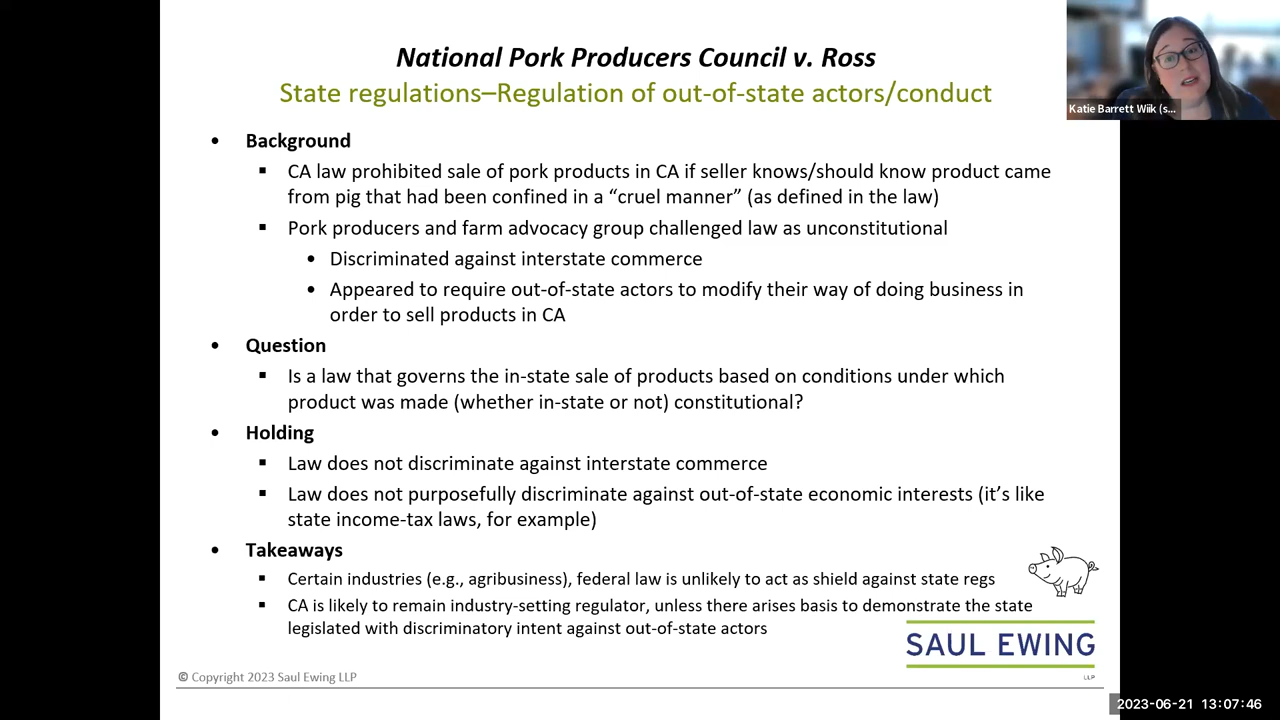 National Pork Producers Council v. Ross
State regulations–Regulation of out-of-state actors/conduct
Katie Barrett Wiik (s...
• Background
▪ CA law prohibited sale of pork products in CA if seller knows/should know product came
from pig that had been confined in a “cruel manner” (as defined in the law)
▪ Pork producers and farm advocacy group challenged law as unconstitutional
• Discriminated against interstate commerce
• Appeared to require out-of-state actors to modify their way of doing business in
order to sell products in CA
• Question
▪ Is a law that governs the in-state sale of products based on conditions under which
product was made (whether in-state or not) constitutional?
• Holding
▪ Law does not discriminate against interstate commerce
▪ Law does not purposefully discriminate against out-of-state economic interests (it’s like
state income-tax laws, for example)
• Takeaways
▪ Certain industries (e.g., agribusiness), federal law is unlikely to act as shield against state regs
▪ CA is likely to remain industry-setting regulator, unless there arises basis to demonstrate the state
legislated with discriminatory intent against out-of-state actors
SAUL EWING
LLP
© Copyright 2023 Saul Ewing LLP
2023-06-21 13:07:46